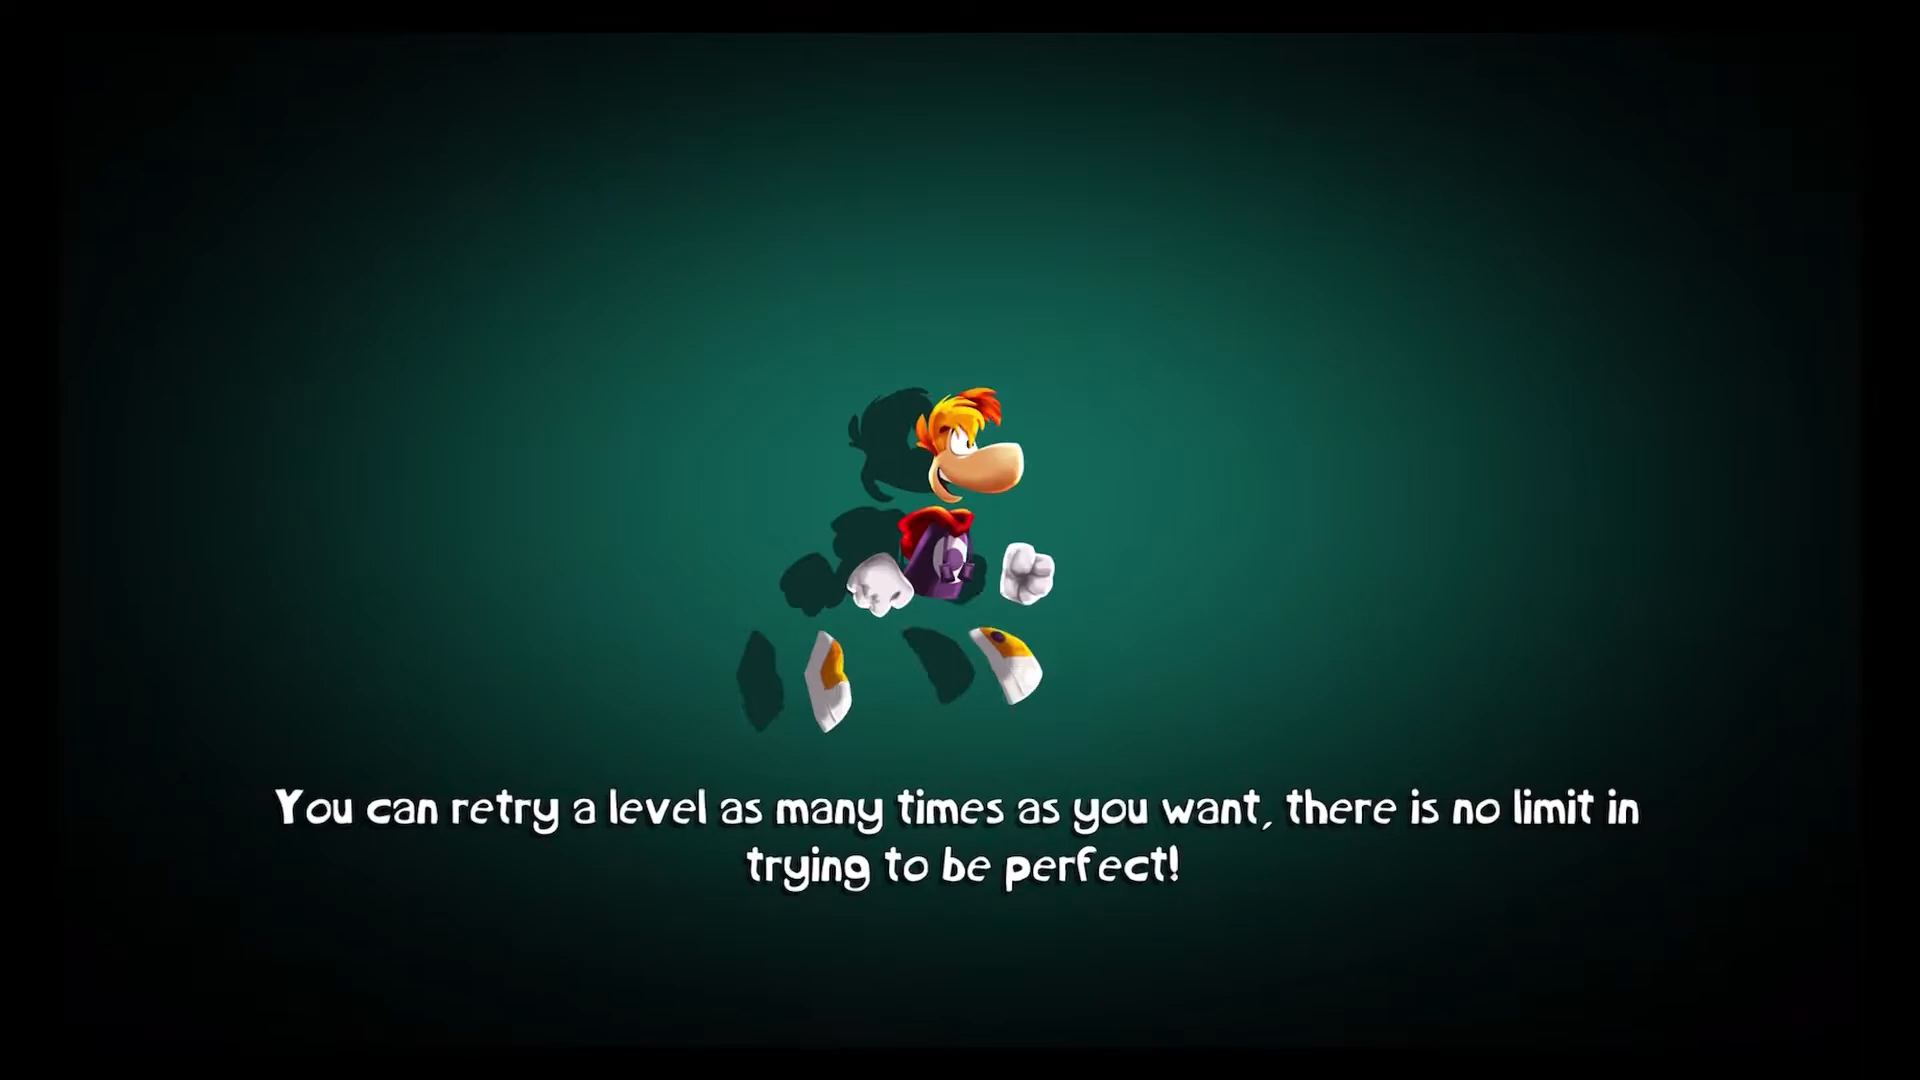 You can retry a level as many times as you want, there is no limit in
trying to be perfect!